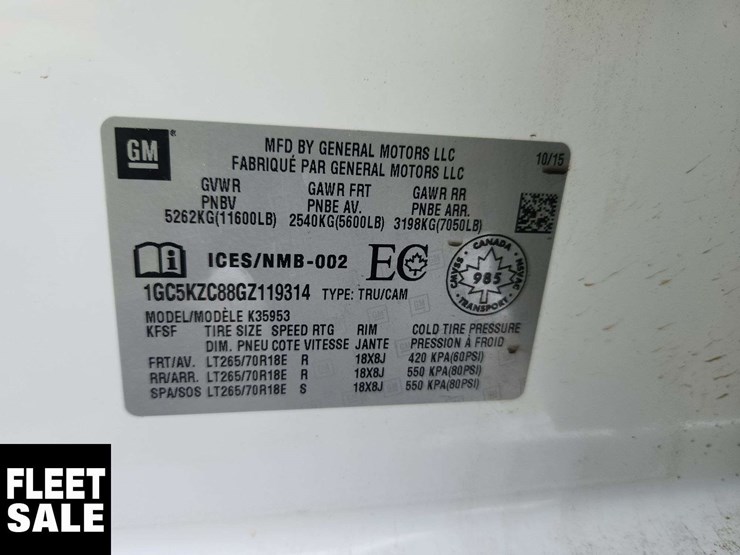 GM
MFD BY GENERAL MOTORS LLC
FABRIQUÉ PAR GENERAL MOTORS LLC
10/15
GVWR GAWR FRT GAWR RR
PNBV PNBE AV. PNBE ARR.
5262KG(11600LB) 2540KG(5600LB) 3198KG(7050LB)
ICES/NMB-002 EC
CANADA CMVSS 985 NSVAC TRANSPORT
1GC5KZC88GZ119314 TYPE: TRU/CAM
MODEL/MODÈLE K35953
KFSF TIRE SIZE SPEED RTG RIM COLD TIRE PRESSURE
DIM. PNEU COTE VITESSE JANTE PRESSION À FROID
FRT/AV. LT265/70R18E R 18X8J 420 KPA(60PSI)
RR/ARR. LT265/70R18E R 18X8J 550 KPA(80PSI)
SPA/SOS LT265/70R18E S 18X8J 550 KPA(80PSI)
FLEET
SALE